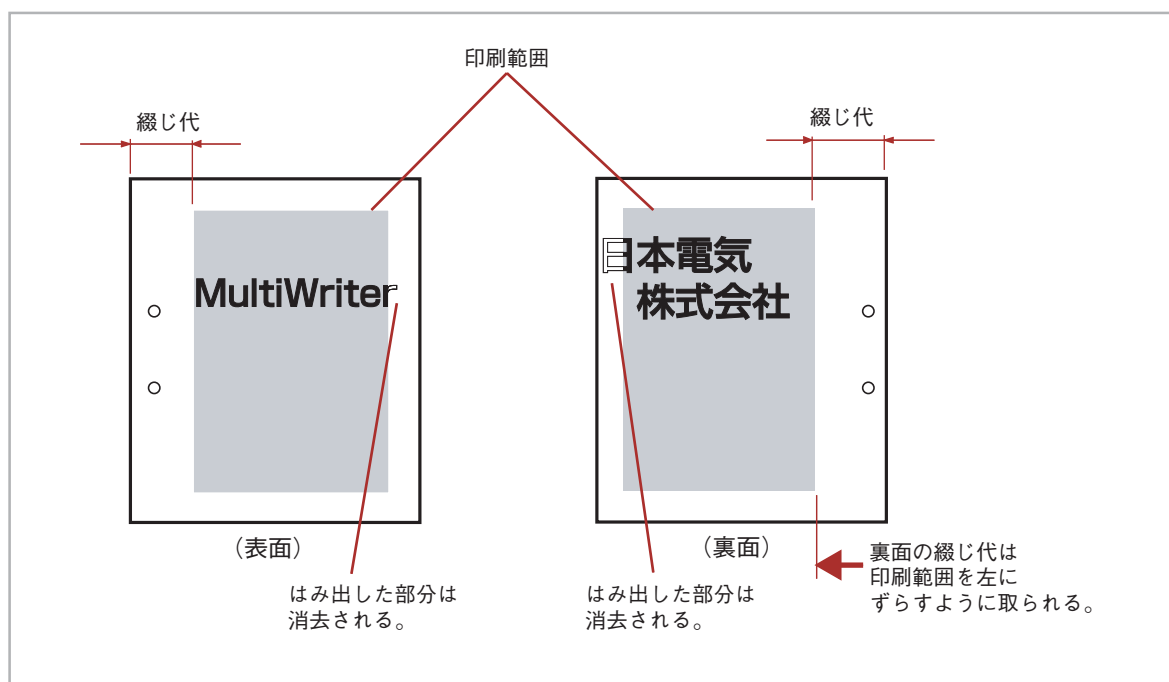 印刷範囲
綴じ代
綴じ代
MultiWriter
日本電気
株式会社
（表面）
（裏面）
はみ出した部分は
消去される。
はみ出した部分は
消去される。
裏面の綴じ代は
印刷範囲を左に
ずらすように取られる。